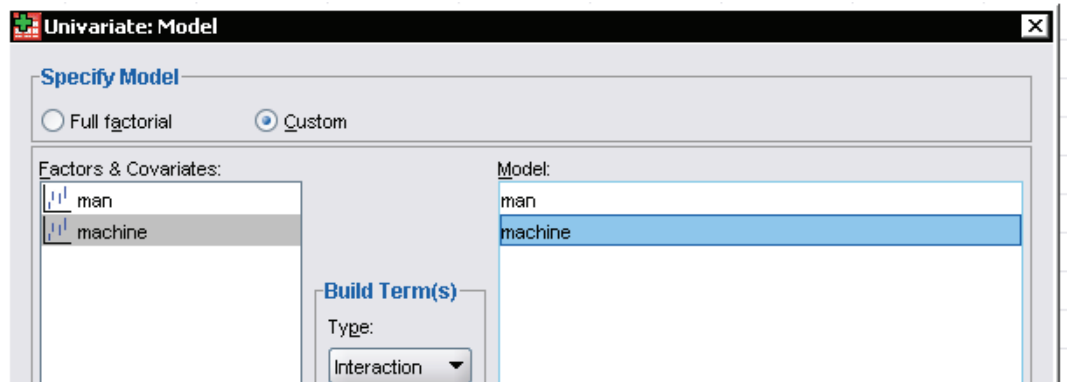 Univariate: Model
Specify Model
Full factorial
Custom
Factors & Covariates:
Model:
man
machine
man
machine
Build Term(s)
Type:
Interaction